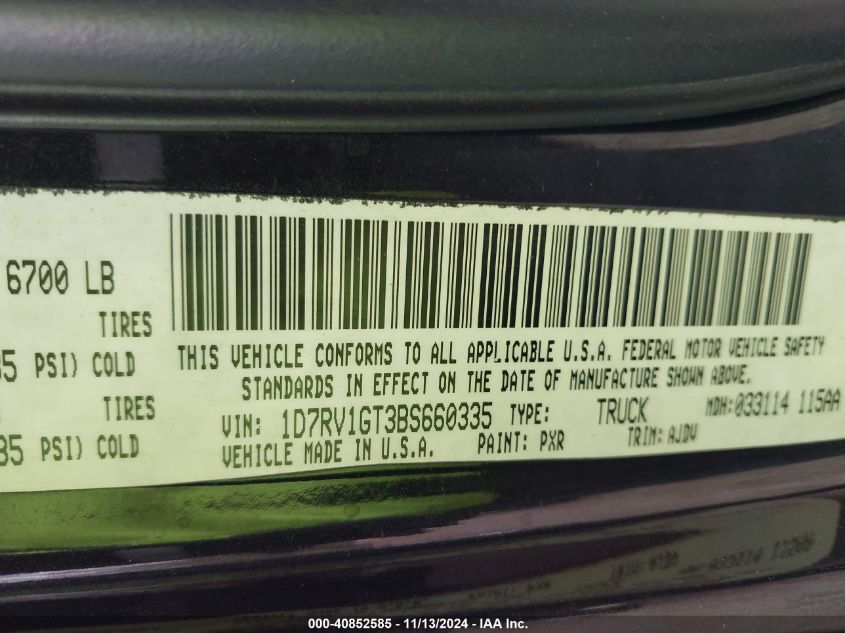 6700 LB
TIRES
35 PSI) COLD
TIRES
35 PSI) COLD
THIS VEHICLE CONFORMS TO ALL APPLICABLE U.S.A. FEDERAL MOTOR VEHICLE SAFETY
STANDARDS IN EFFECT ON THE DATE OF MANUFACTURE SHOWN ABOVE.
VIN: 1D7RV1GT3BS660335 TYPE: TRUCK MDH:033114 115AA
VEHICLE MADE IN U.S.A. PAINT: PXR TRIM: AJDV
000-40852585 - 11/13/2024 - IAA Inc.